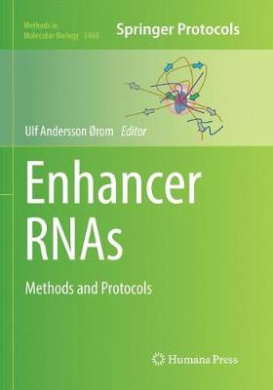 Methods in
Molecular Biology 1468
Springer Protocols
Ulf Andersson Ørom Editor
Enhancer
RNAs
Methods and Protocols
Humana Press